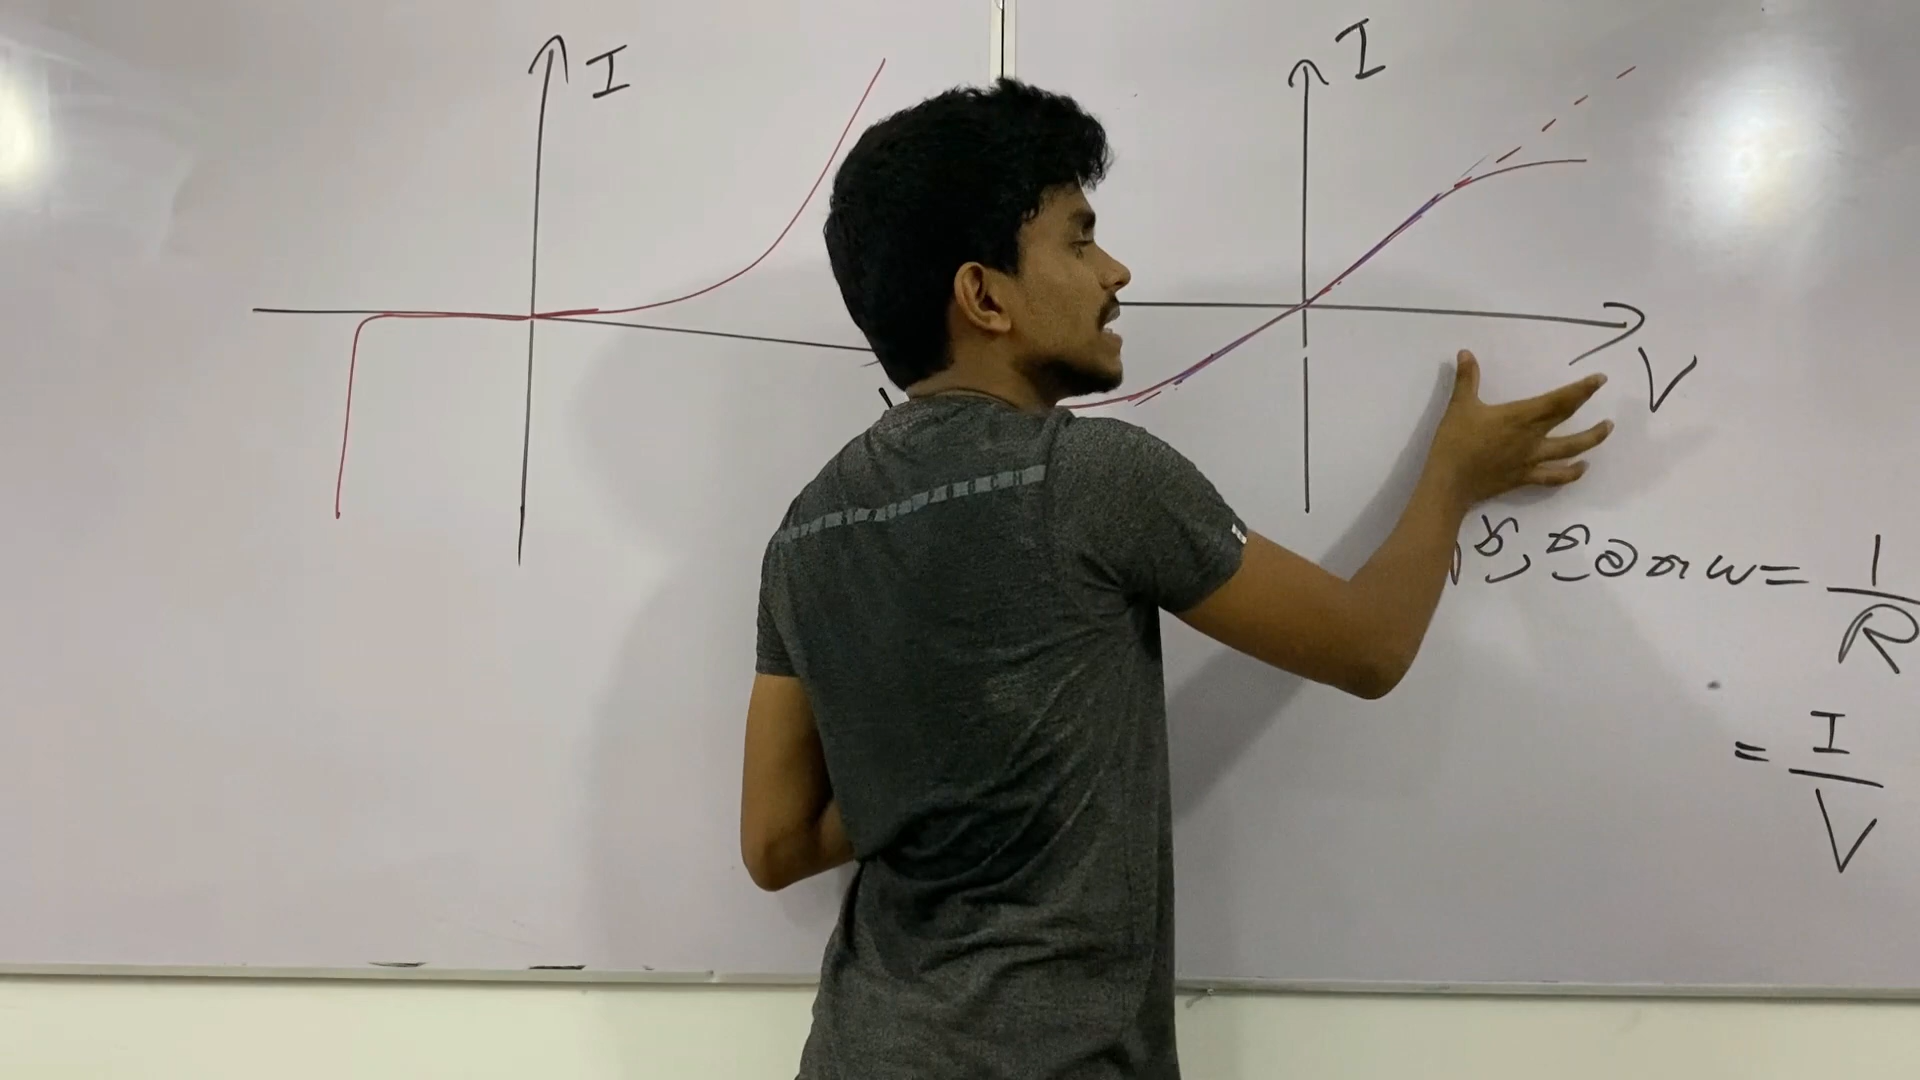 I
I
V
= 1/R
= I/V